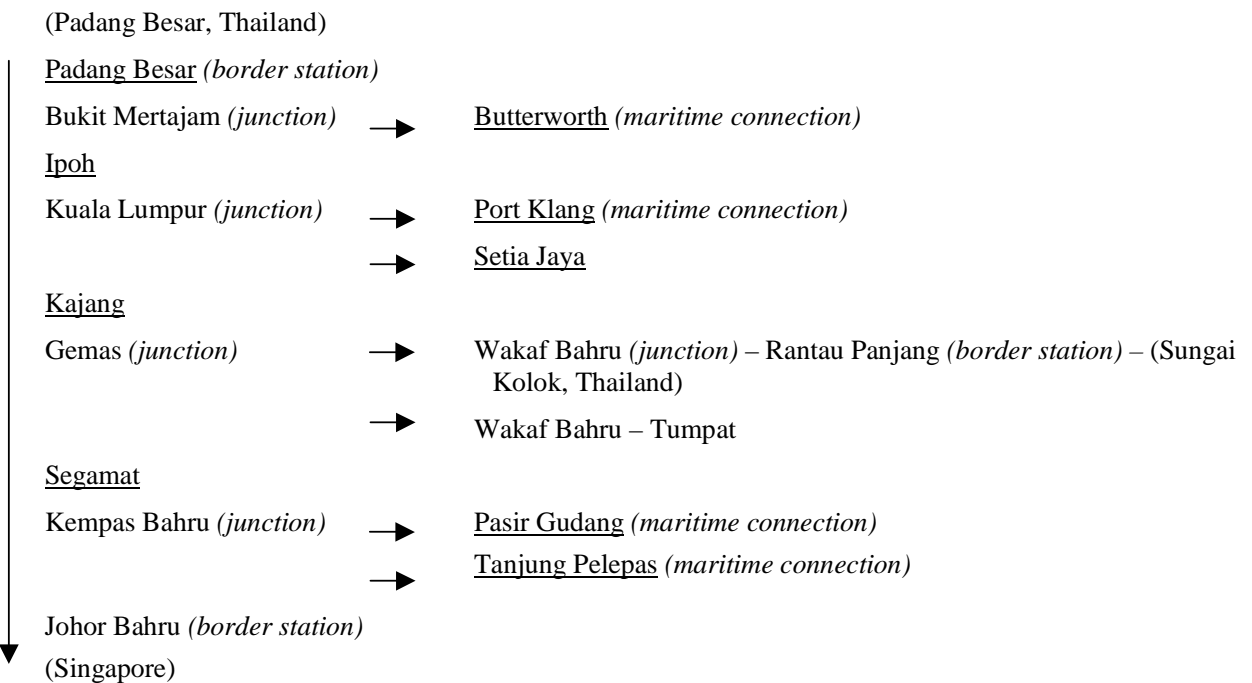 (Padang Besar, Thailand)
Padang Besar (border station)
Bukit Mertajam (junction) Butterworth (maritime connection)
Ipoh
Kuala Lumpur (junction) Port Klang (maritime connection)
Setia Jaya
Kajang
Gemas (junction) Wakaf Bahru (junction) – Rantau Panjang (border station) – (Sungai
Kolok, Thailand)
Wakaf Bahru – Tumpat
Segamat
Kempas Bahru (junction) Pasir Gudang (maritime connection)
Tanjung Pelepas (maritime connection)
Johor Bahru (border station)
(Singapore)